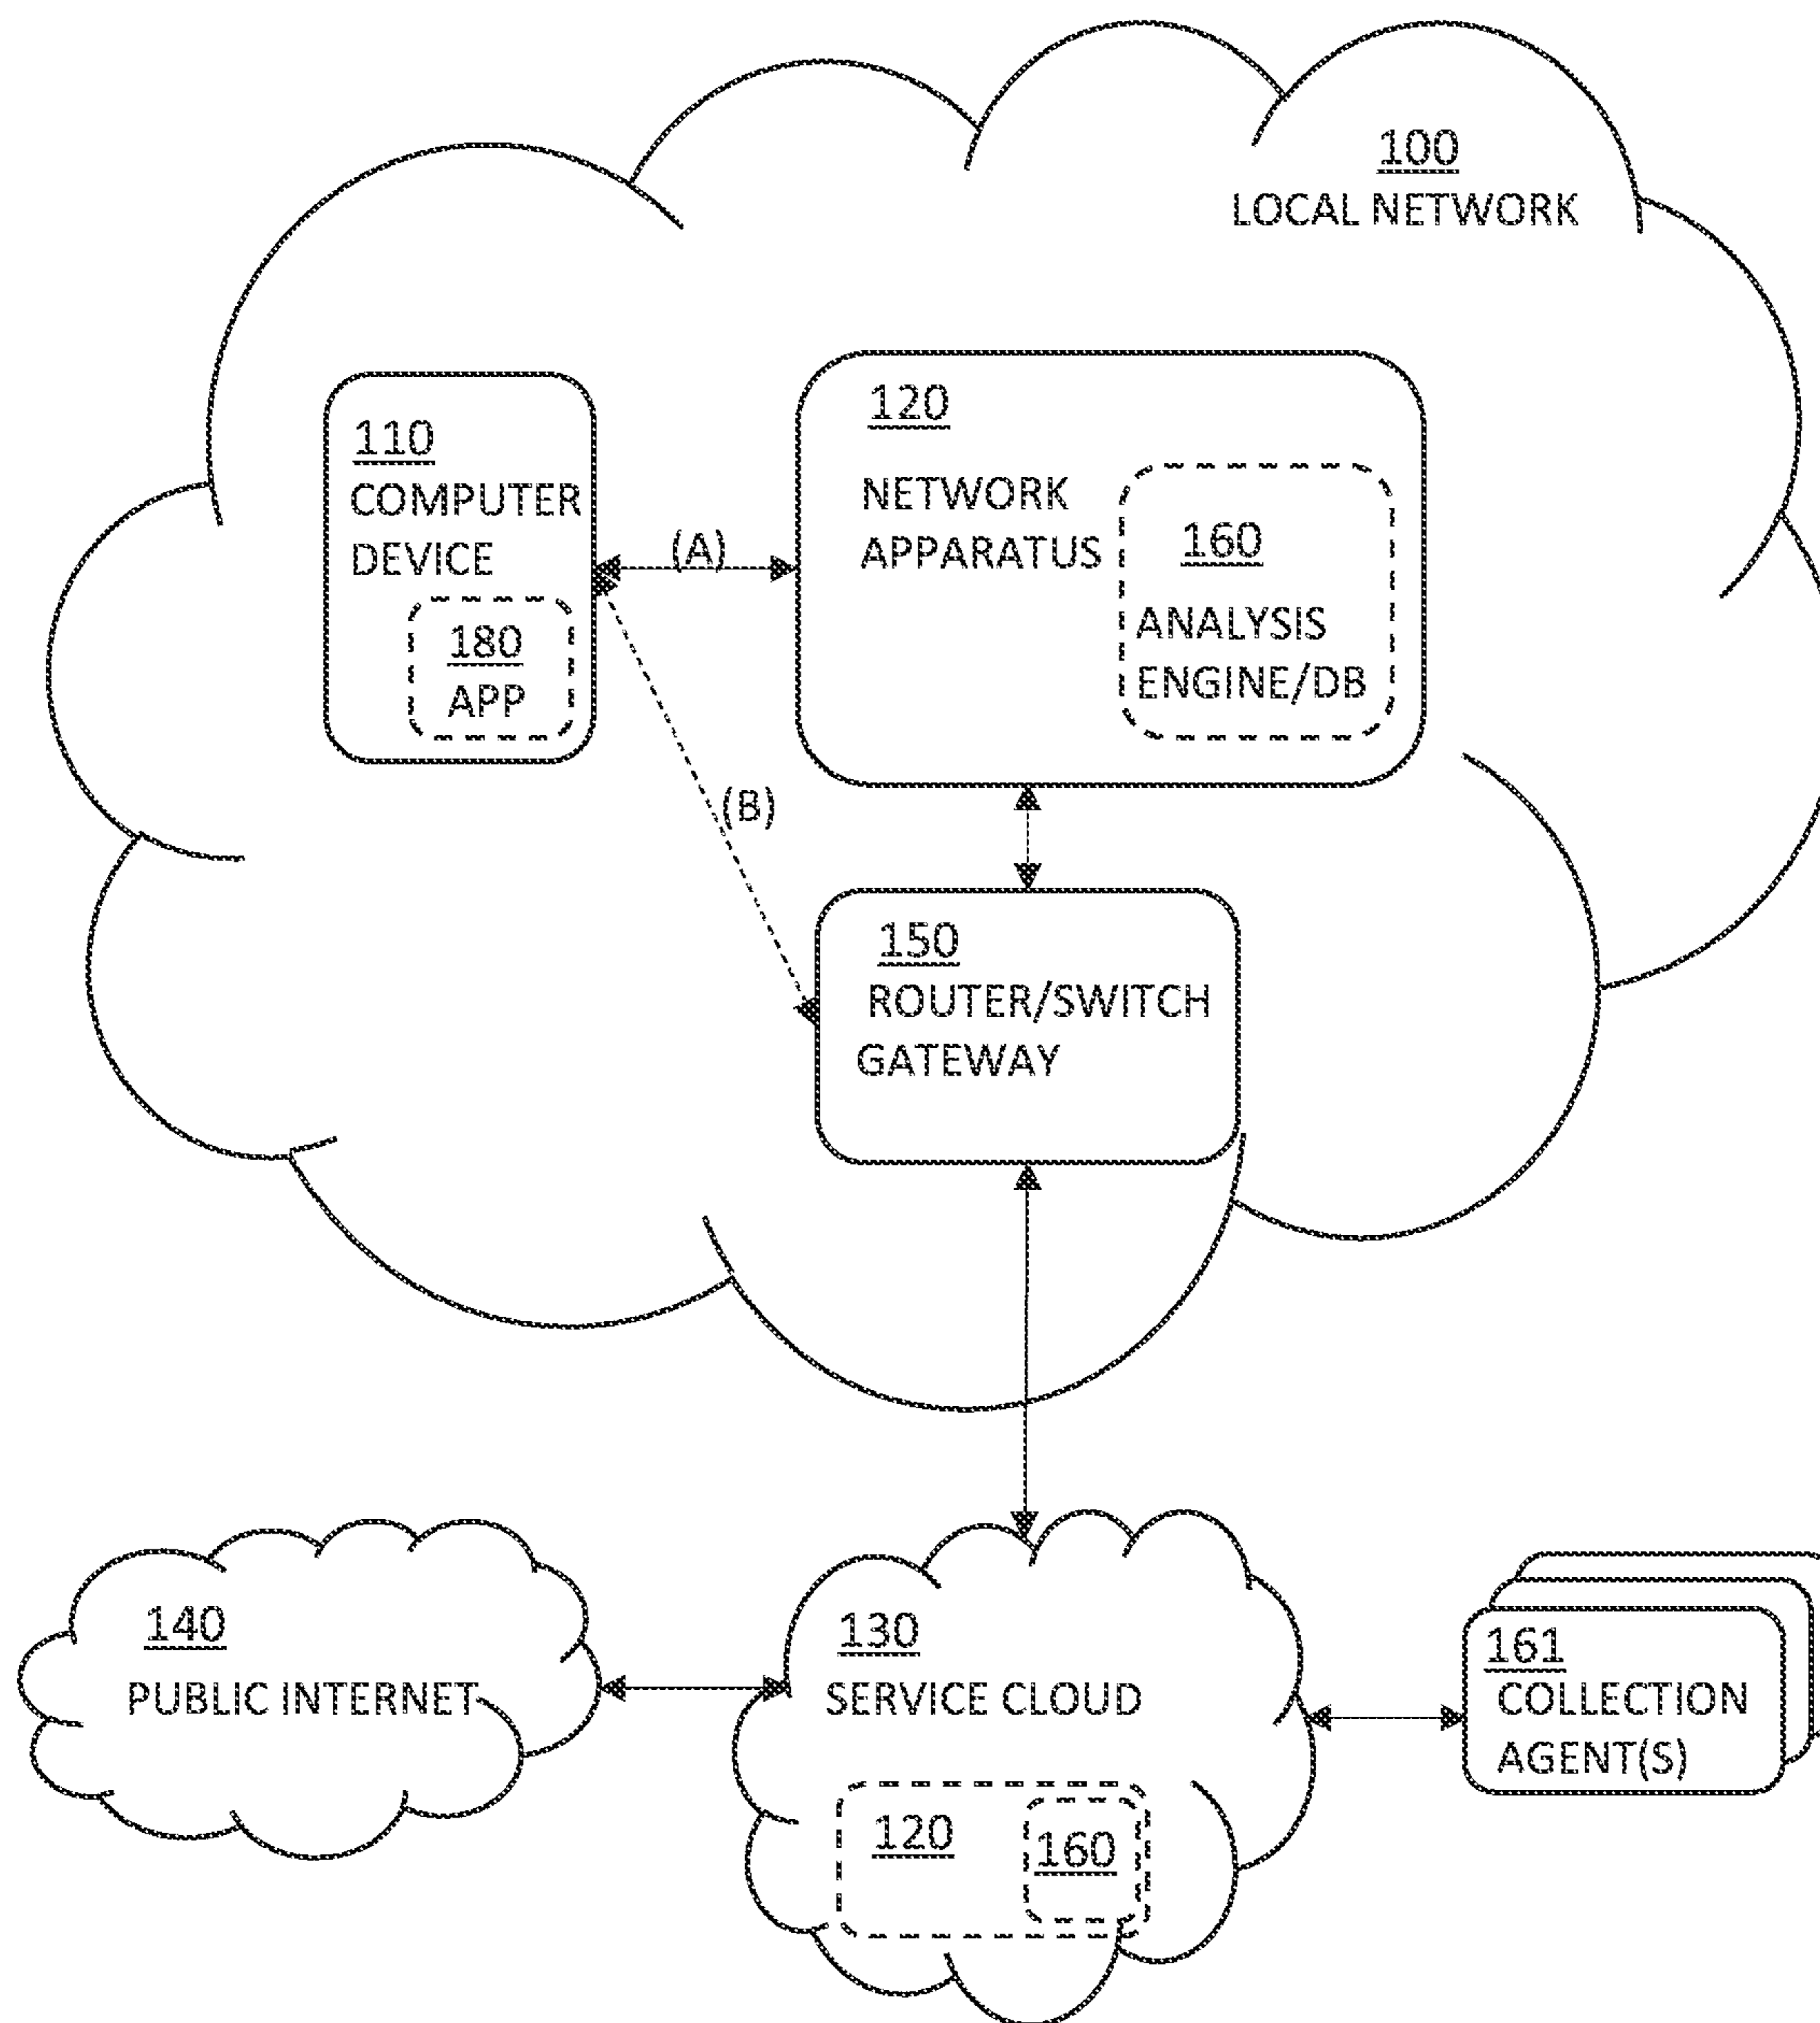 100
LOCAL NETWORK
110
COMPUTER
DEVICE
180
APP
(A)
120
NETWORK
APPARATUS
160
ANALYSIS
ENGINE/DB
(B)
150
ROUTER/SWITCH
GATEWAY
140
PUBLIC INTERNET
130
SERVICE CLOUD
120
160
161
COLLECTION
AGENT(S)